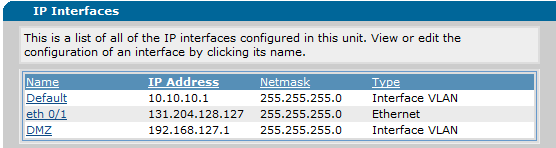 IP Interfaces
This is a list of all of the IP interfaces configured in this unit. View or edit the
configuration of an interface by clicking its name.
Name IP Address Netmask Type
Default 10.10.10.1 255.255.255.0 Interface VLAN
eth 0/1 131.204.128.127 255.255.255.0 Ethernet
DMZ 192.168.127.1 255.255.255.0 Interface VLAN